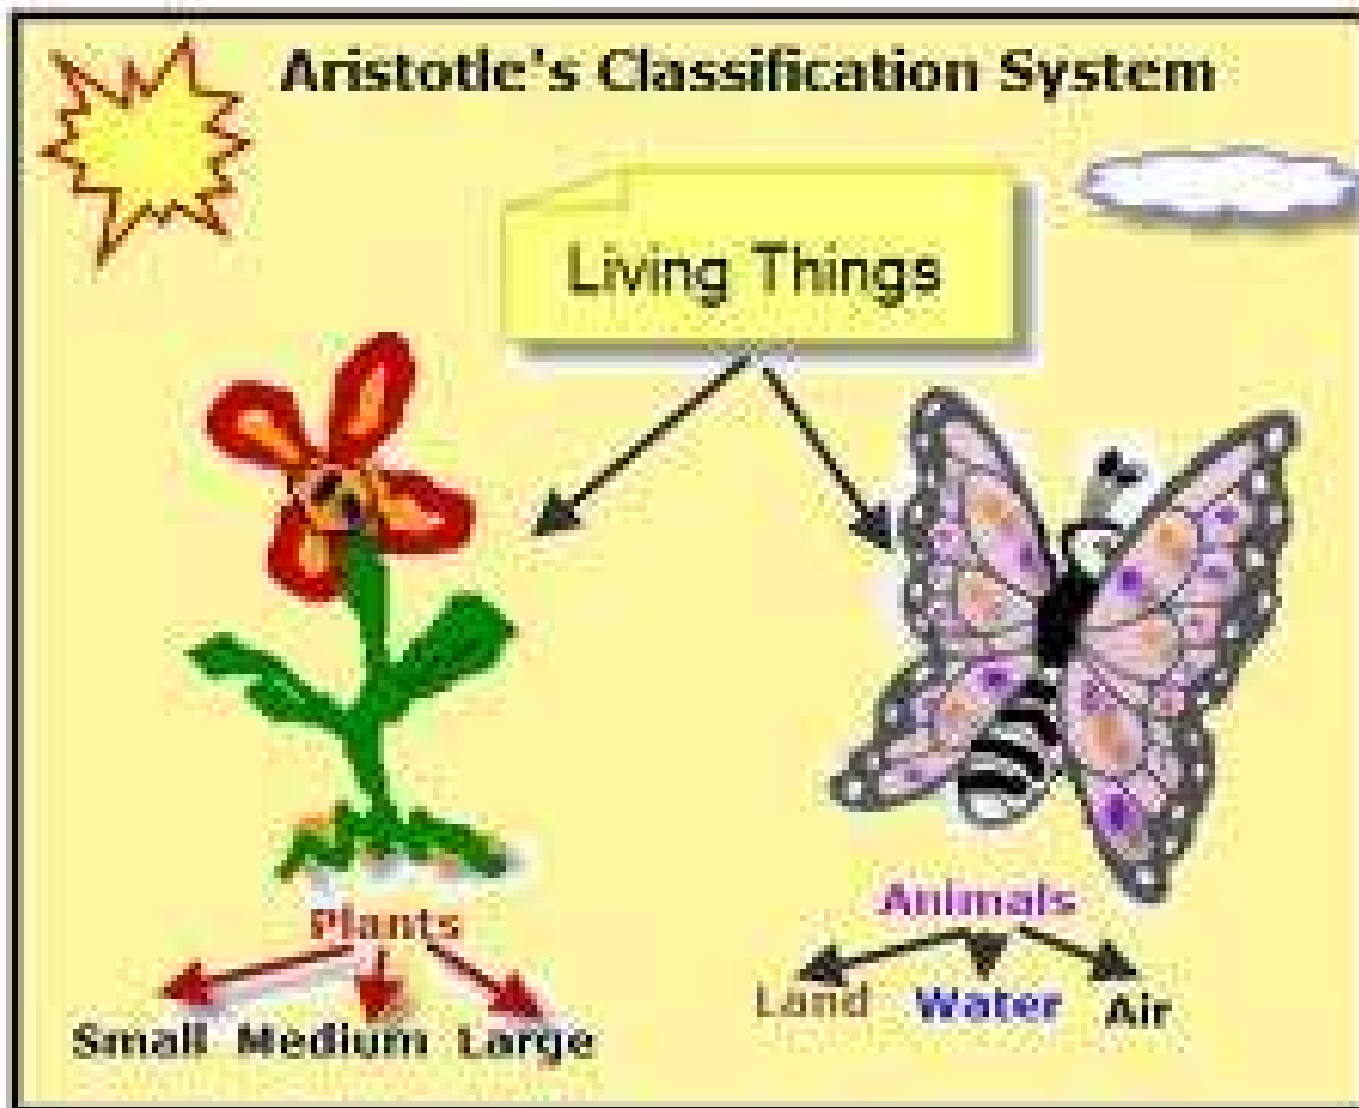 Aristotle's Classification System
Living Things
Plants
Small Medium Large
Animals
Land Water Air